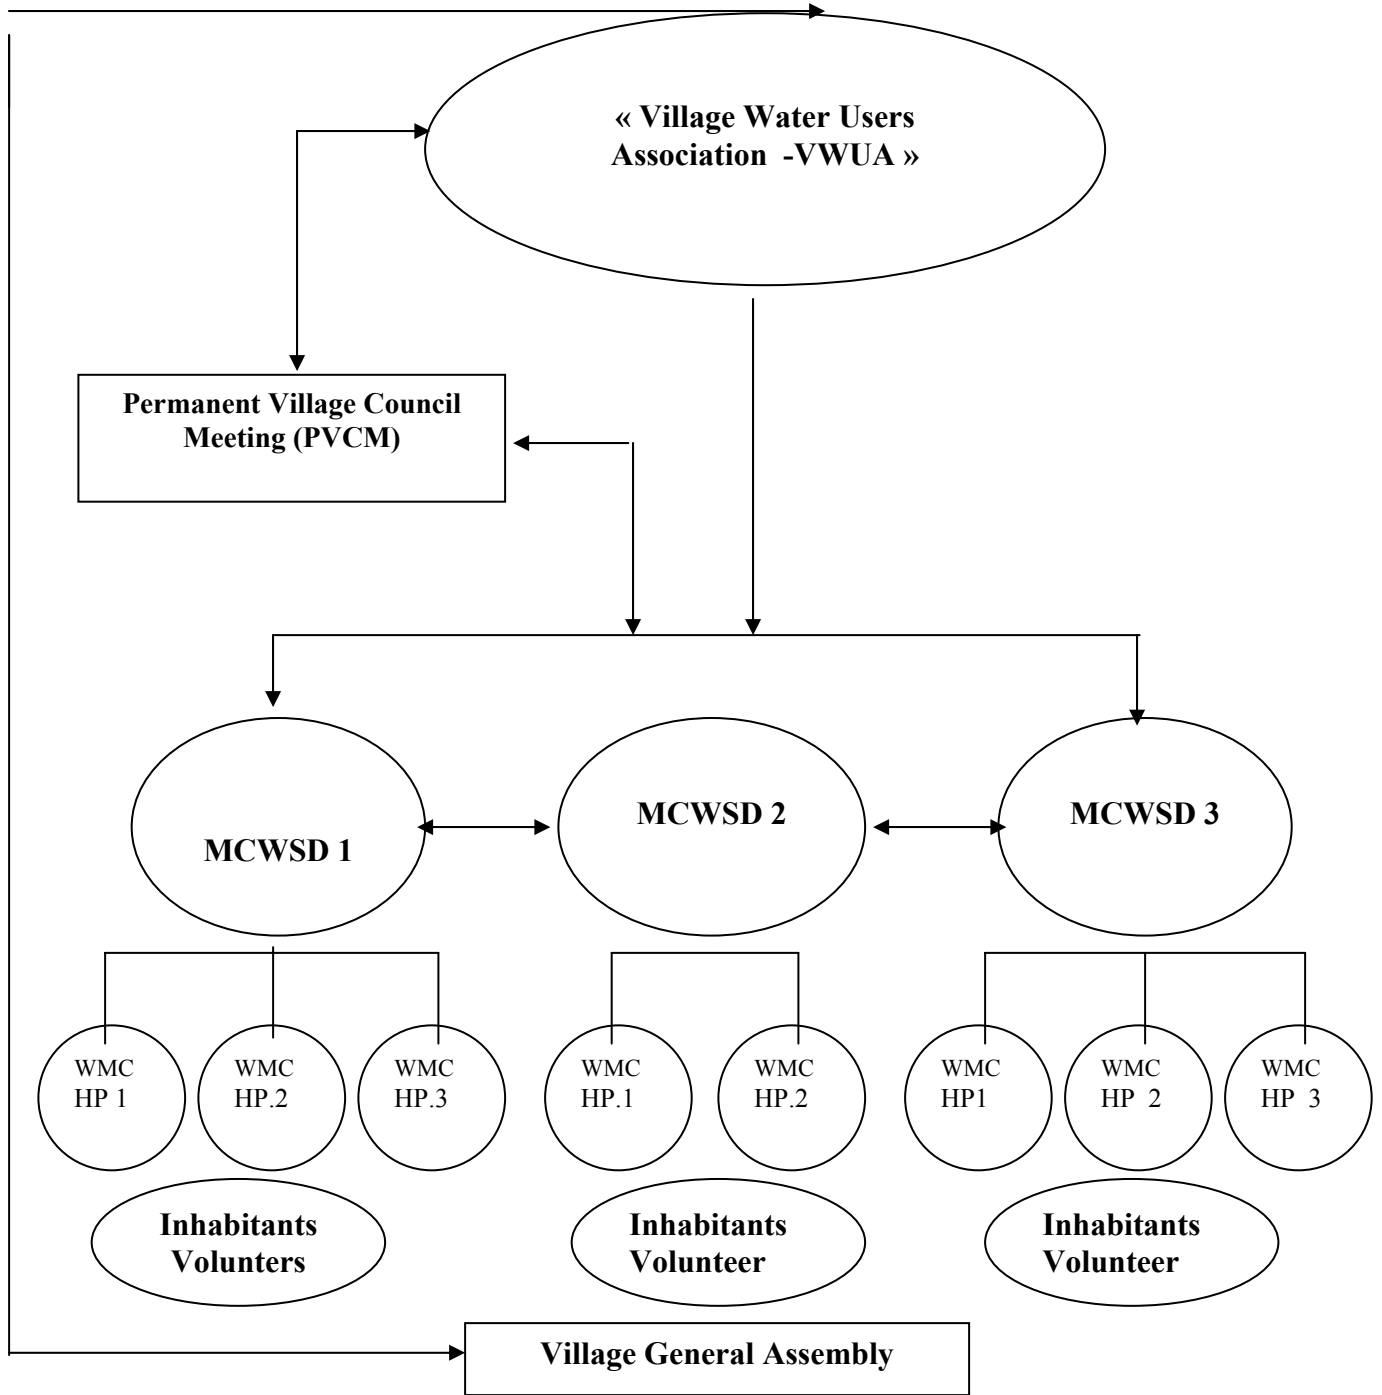 « Village Water Users
Association -VWUA »
Permanent Village Council
Meeting (PVCM)
MCWSD 1
MCWSD 2
MCWSD 3
WMC
HP 1
WMC
HP.2
WMC
HP.3
WMC
HP.1
WMC
HP.2
WMC
HP1
WMC
HP 2
WMC
HP 3
Inhabitants
Volunters
Inhabitants
Volunteer
Inhabitants
Volunteer
Village General Assembly